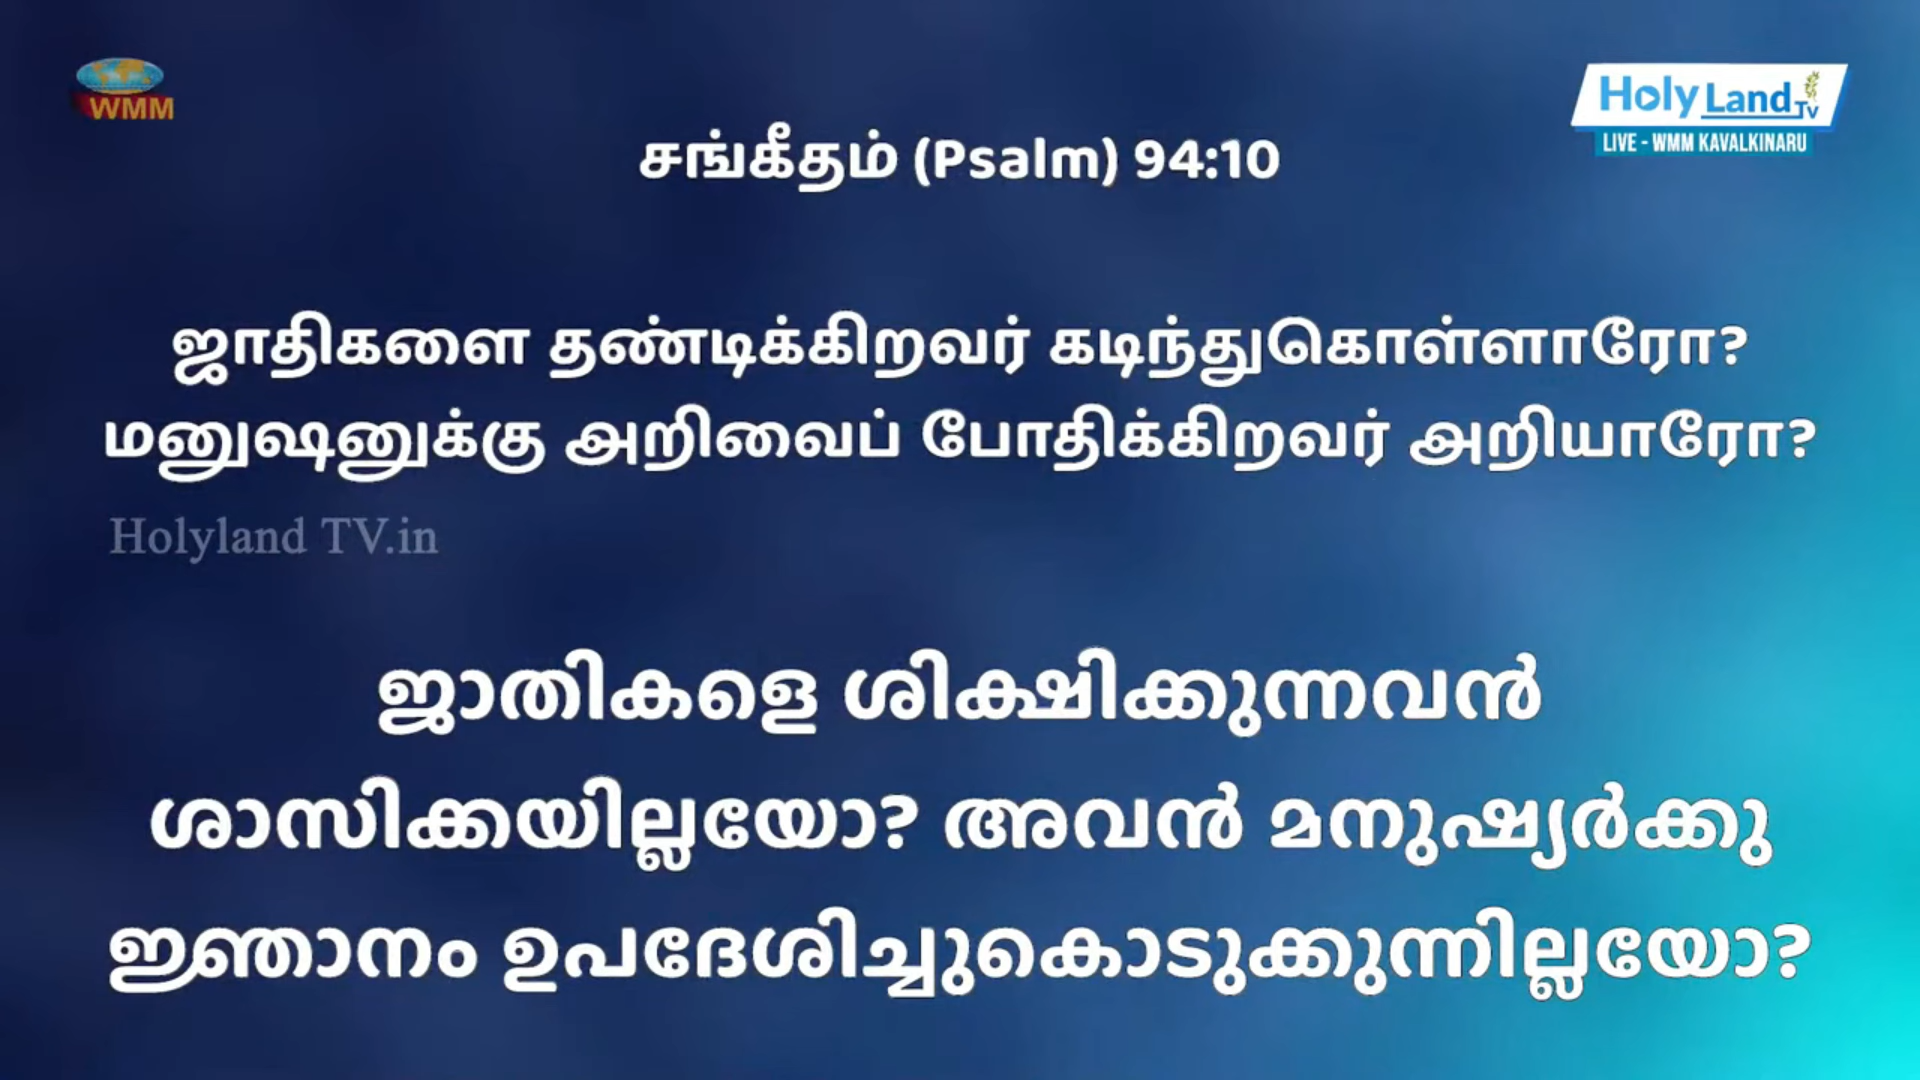 WMM
Holy Land TV
LIVE - WMM KAVALKINARU
சங்கீதம் (Psalm) 94:10
ஜாதிகளை தண்டிக்கிறவர் கடிந்துகொள்ளாரோ?
மனுஷனுக்கு அறிவைப் போதிக்கிறவர் அறியாரோ?
Holyland TV.in
ജാതികളെ ശിക്ഷിക്കുന്നവൻ
ശാസിക്കയില്ലയോ? അവൻ മനുഷ്യർക്കു
ജ്ഞാനം ഉപദേശിച്ചുകൊടുക്കുന്നില്ലയോ?